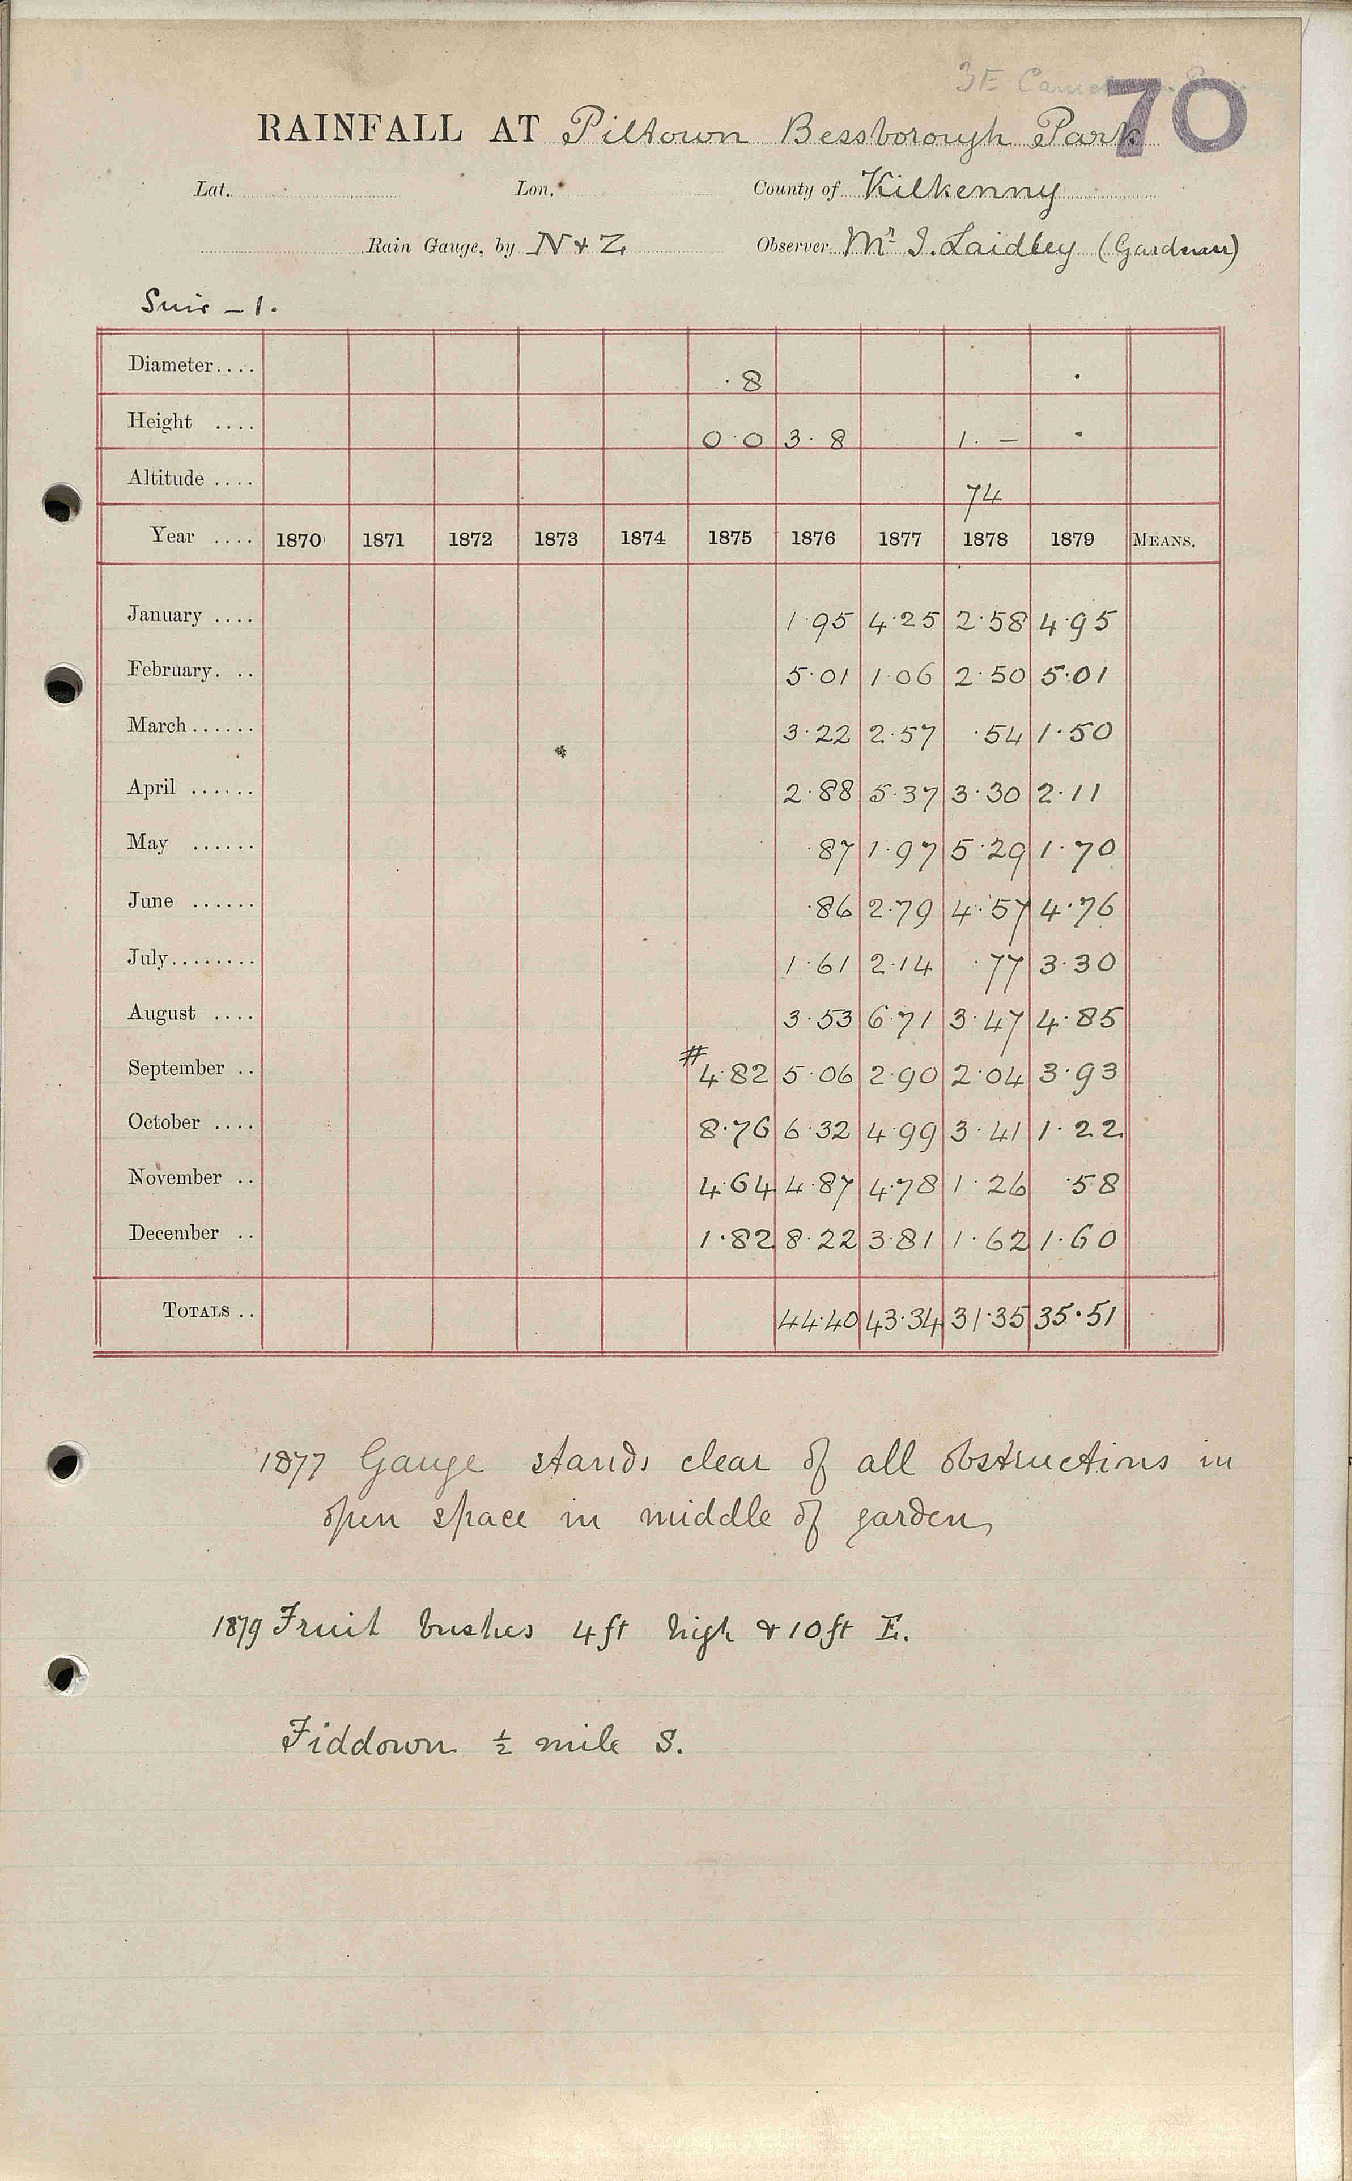 3E
70
RAINFALL AT Piltown Bessborough Park
Lat. Lon. County of Kilkenny
Rain Gauge, by N & Z Observer Mr J. Laidley (Gardener)
Suir - 1.
Diameter.... ·8
Height .... 0·0 3·8 1·–
Altitude .... 74
Year .... 1870 1871 1872 1873 1874 1875 1876 1877 1878 1879 MEANS.
January .... 1·95 4·25 2·58 4·95
February. .. 5·01 1·06 2·50 5·01
March...... 3·22 2·57 ·54 1·50
April ...... 2·88 5·37 3·30 2·11
May ...... ·87 1·97 5·29 1·70
June ...... ·86 2·79 4·57 4·76
July........ 1·61 2·14 ·77 3·30
August .... 3·53 6·71 3·47 4·85
September .. #4·82 5·06 2·90 2·04 3·93
October .... 8·76 6·32 4·99 3·41 1·22
November .. 4·64 4·87 4·78 1·26 ·58
December .. 1·82 8·22 3·81 1·62 1·60
TOTALS .. 44·40 43·34 31·35 35·51
1877 Gauge stands clear of all obstructions in
open space in middle of garden
1879 Fruit bushes 4ft high & 10ft E.
Fiddown ½ mile S.